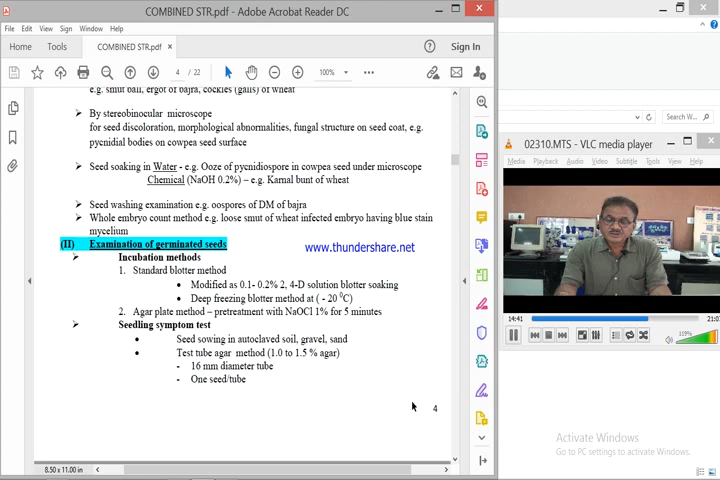 COMBINED STR.pdf - Adobe Acrobat Reader DC
File Edit View Sign Window Help
Home Tools COMBINED STR.pdf × Sign In
4 / 22 100%
e.g. smut ball, ergot of bajra, cockles (galls) of wheat
By stereobinocular microscope
for seed discoloration, morphological abnormalities, fungal structure on seed coat, e.g.
pycnidial bodies on cowpea seed surface
Seed soaking in Water - e.g. Ooze of pycnidiospore in cowpea seed under microscope
Chemical (NaOH 0.2%) – e.g. Karnal bunt of wheat
Seed washing examination e.g. oospores of DM of bajra
Whole embryo count method e.g. loose smut of wheat infected embryo having blue stain
mycelium
(II) Examination of germinated seeds
www.thundershare.net
Incubation methods
1. Standard blotter method
• Modified as 0.1- 0.2% 2, 4-D solution blotter soaking
• Deep freezing blotter method at ( - 20 ⁰C)
2. Agar plate method – pretreatment with NaOCl 1% for 5 minutes
Seedling symptom test
• Seed sowing in autoclaved soil, gravel, sand
• Test tube agar method (1.0 to 1.5 % agar)
- 16 mm diameter tube
- One seed/tube
4
8.50 x 11.00 in
Search W...
02310.MTS - VLC media player
Media Playback Audio Video Subtitle Tools
14:41
119%
Activate Windows
Go to PC settings to activate Windows.